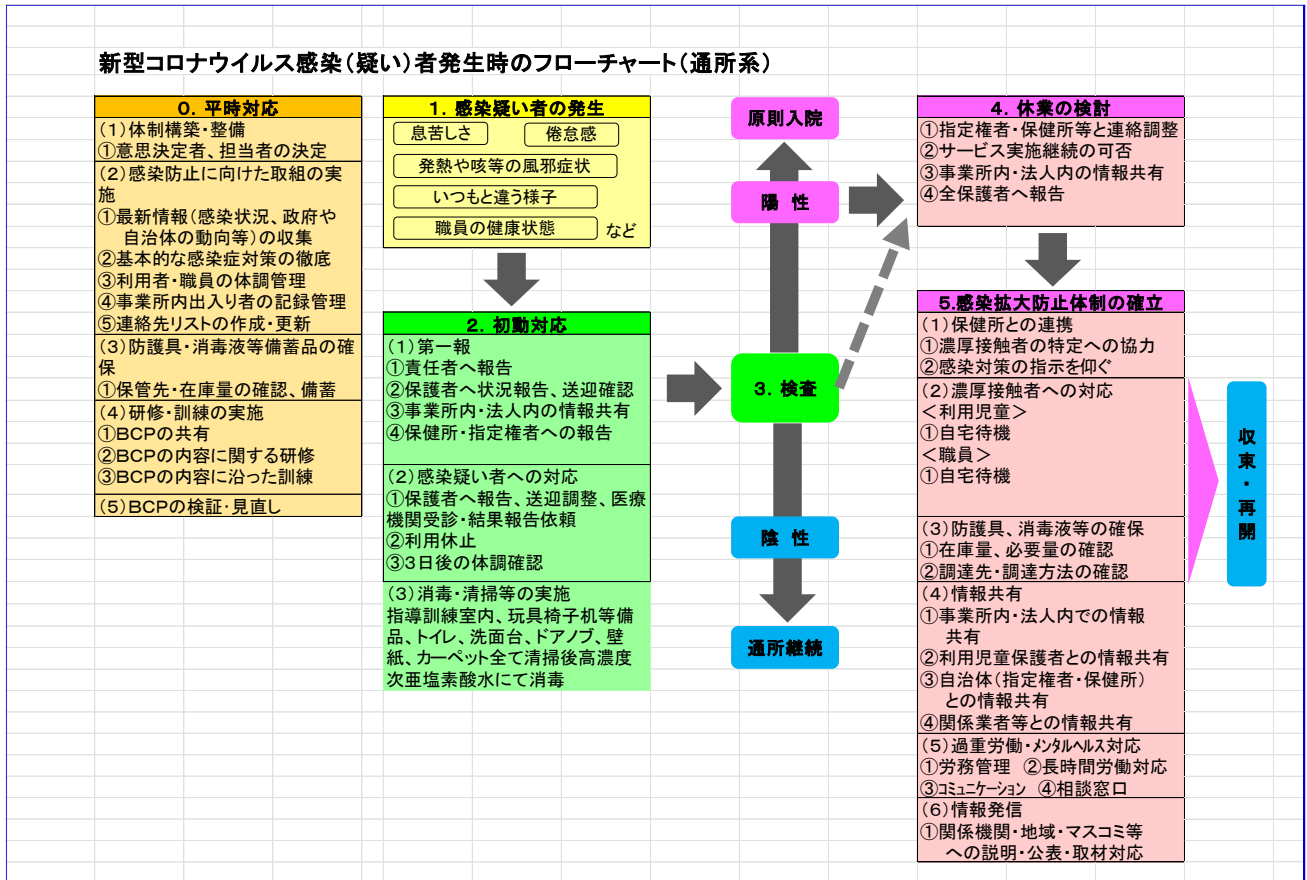 新型コロナウイルス感染(疑い)者発生時のフローチャート(通所系)
0. 平時対応
(1)体制構築・整備
①意思決定者、担当者の決定
(2)感染防止に向けた取組の実
施
①最新情報(感染状況、政府や
自治体の動向等)の収集
②基本的な感染症対策の徹底
③利用者・職員の体調管理
④事業所内出入り者の記録管理
⑤連絡先リストの作成・更新
(3)防護具・消毒液等備蓄品の確
保
①保管先・在庫量の確認、備蓄
(4)研修・訓練の実施
①BCPの共有
②BCPの内容に関する研修
③BCPの内容に沿った訓練
(5)BCPの検証・見直し
1. 感染疑い者の発生
息苦しさ
倦怠感
発熱や咳等の風邪症状
いつもと違う様子
職員の健康状態
など
2. 初動対応
(1)第一報
①責任者へ報告
②保護者へ状況報告、送迎確認
③事業所内・法人内の情報共有
④保健所・指定権者への報告
(2)感染疑い者への対応
①保護者へ報告、送迎調整、医療
機関受診・結果報告依頼
②利用休止
③3日後の体調確認
(3)消毒・清掃等の実施
指導訓練室内、玩具椅子机等備
品、トイレ、洗面台、ドアノブ、壁
紙、カーペット全て清掃後高濃度
次亜塩素酸水にて消毒
原則入院
陽 性
3. 検査
陰 性
通所継続
4. 休業の検討
①指定権者・保健所等と連絡調整
②サービス実施継続の可否
③事業所内・法人内の情報共有
④全保護者へ報告
5.感染拡大防止体制の確立
(1)保健所との連携
①濃厚接触者の特定への協力
②感染対策の指示を仰ぐ
(2)濃厚接触者への対応
<利用児童>
①自宅待機
<職員>
①自宅待機
(3)防護具、消毒液等の確保
①在庫量、必要量の確認
②調達先・調達方法の確認
(4)情報共有
①事業所内・法人内での情報
共有
②利用児童保護者との情報共有
③自治体(指定権者・保健所)
との情報共有
④関係業者等との情報共有
(5)過重労働・メンタルヘルス対応
①労務管理 ②長時間労働対応
③コミュニケーション ④相談窓口
(6)情報発信
①関係機関・地域・マスコミ等
への説明・公表・取材対応
収束・再開